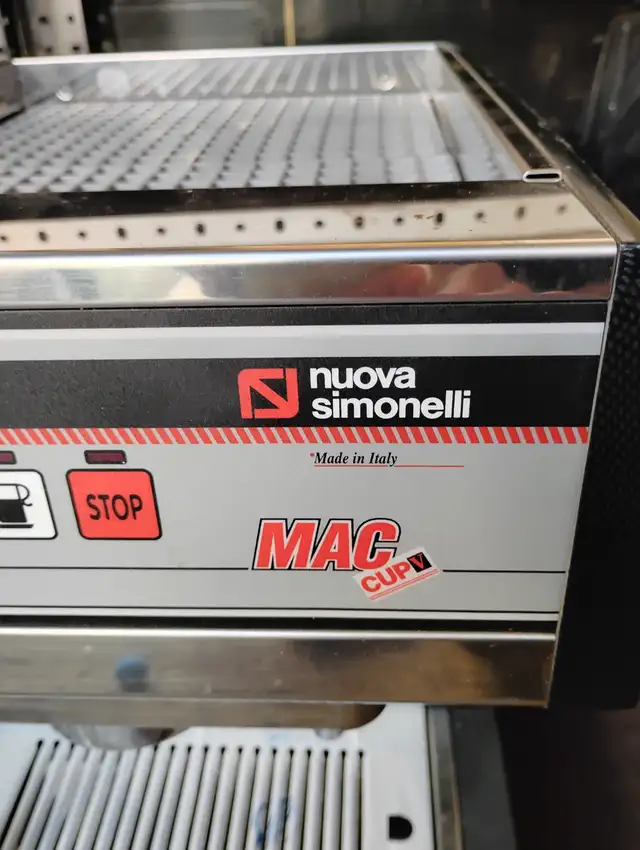 nuova
simonelli
*Made in Italy
STOP
MAC
CUP V